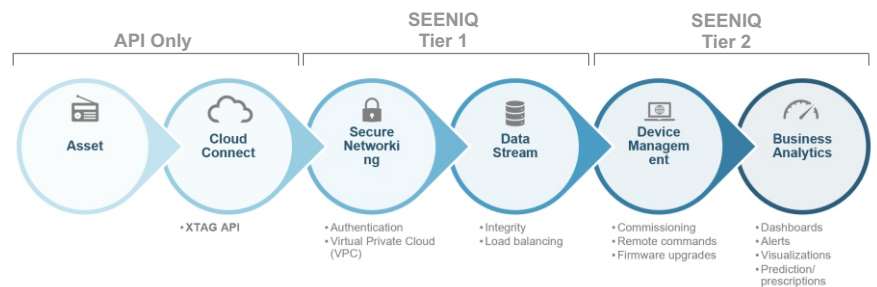 API Only
SEENIQ
Tier 1
SEENIQ
Tier 2
Asset
Cloud
Connect
Secure
Networki
ng
Data
Stream
Device
Managem
ent
Business
Analytics
• XTAG API
• Authentication
• Virtual Private Cloud
(VPC)
• Integrity
• Load balancing
• Commissioning
• Remote commands
• Firmware upgrades
• Dashboards
• Alerts
• Visualizations
• Prediction/
prescriptions